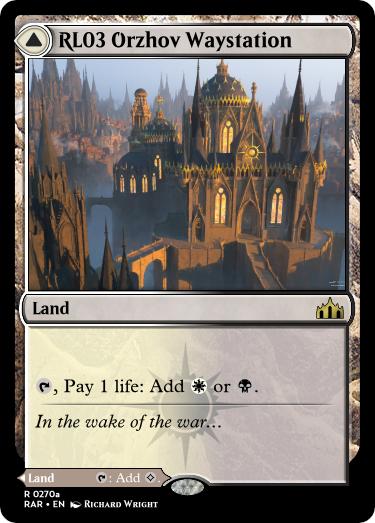 RL03 Orzhov Waystation
Land
, Pay 1 life: Add or .
In the wake of the war…
Land : Add .
R 0270a
RAR • EN Richard Wright